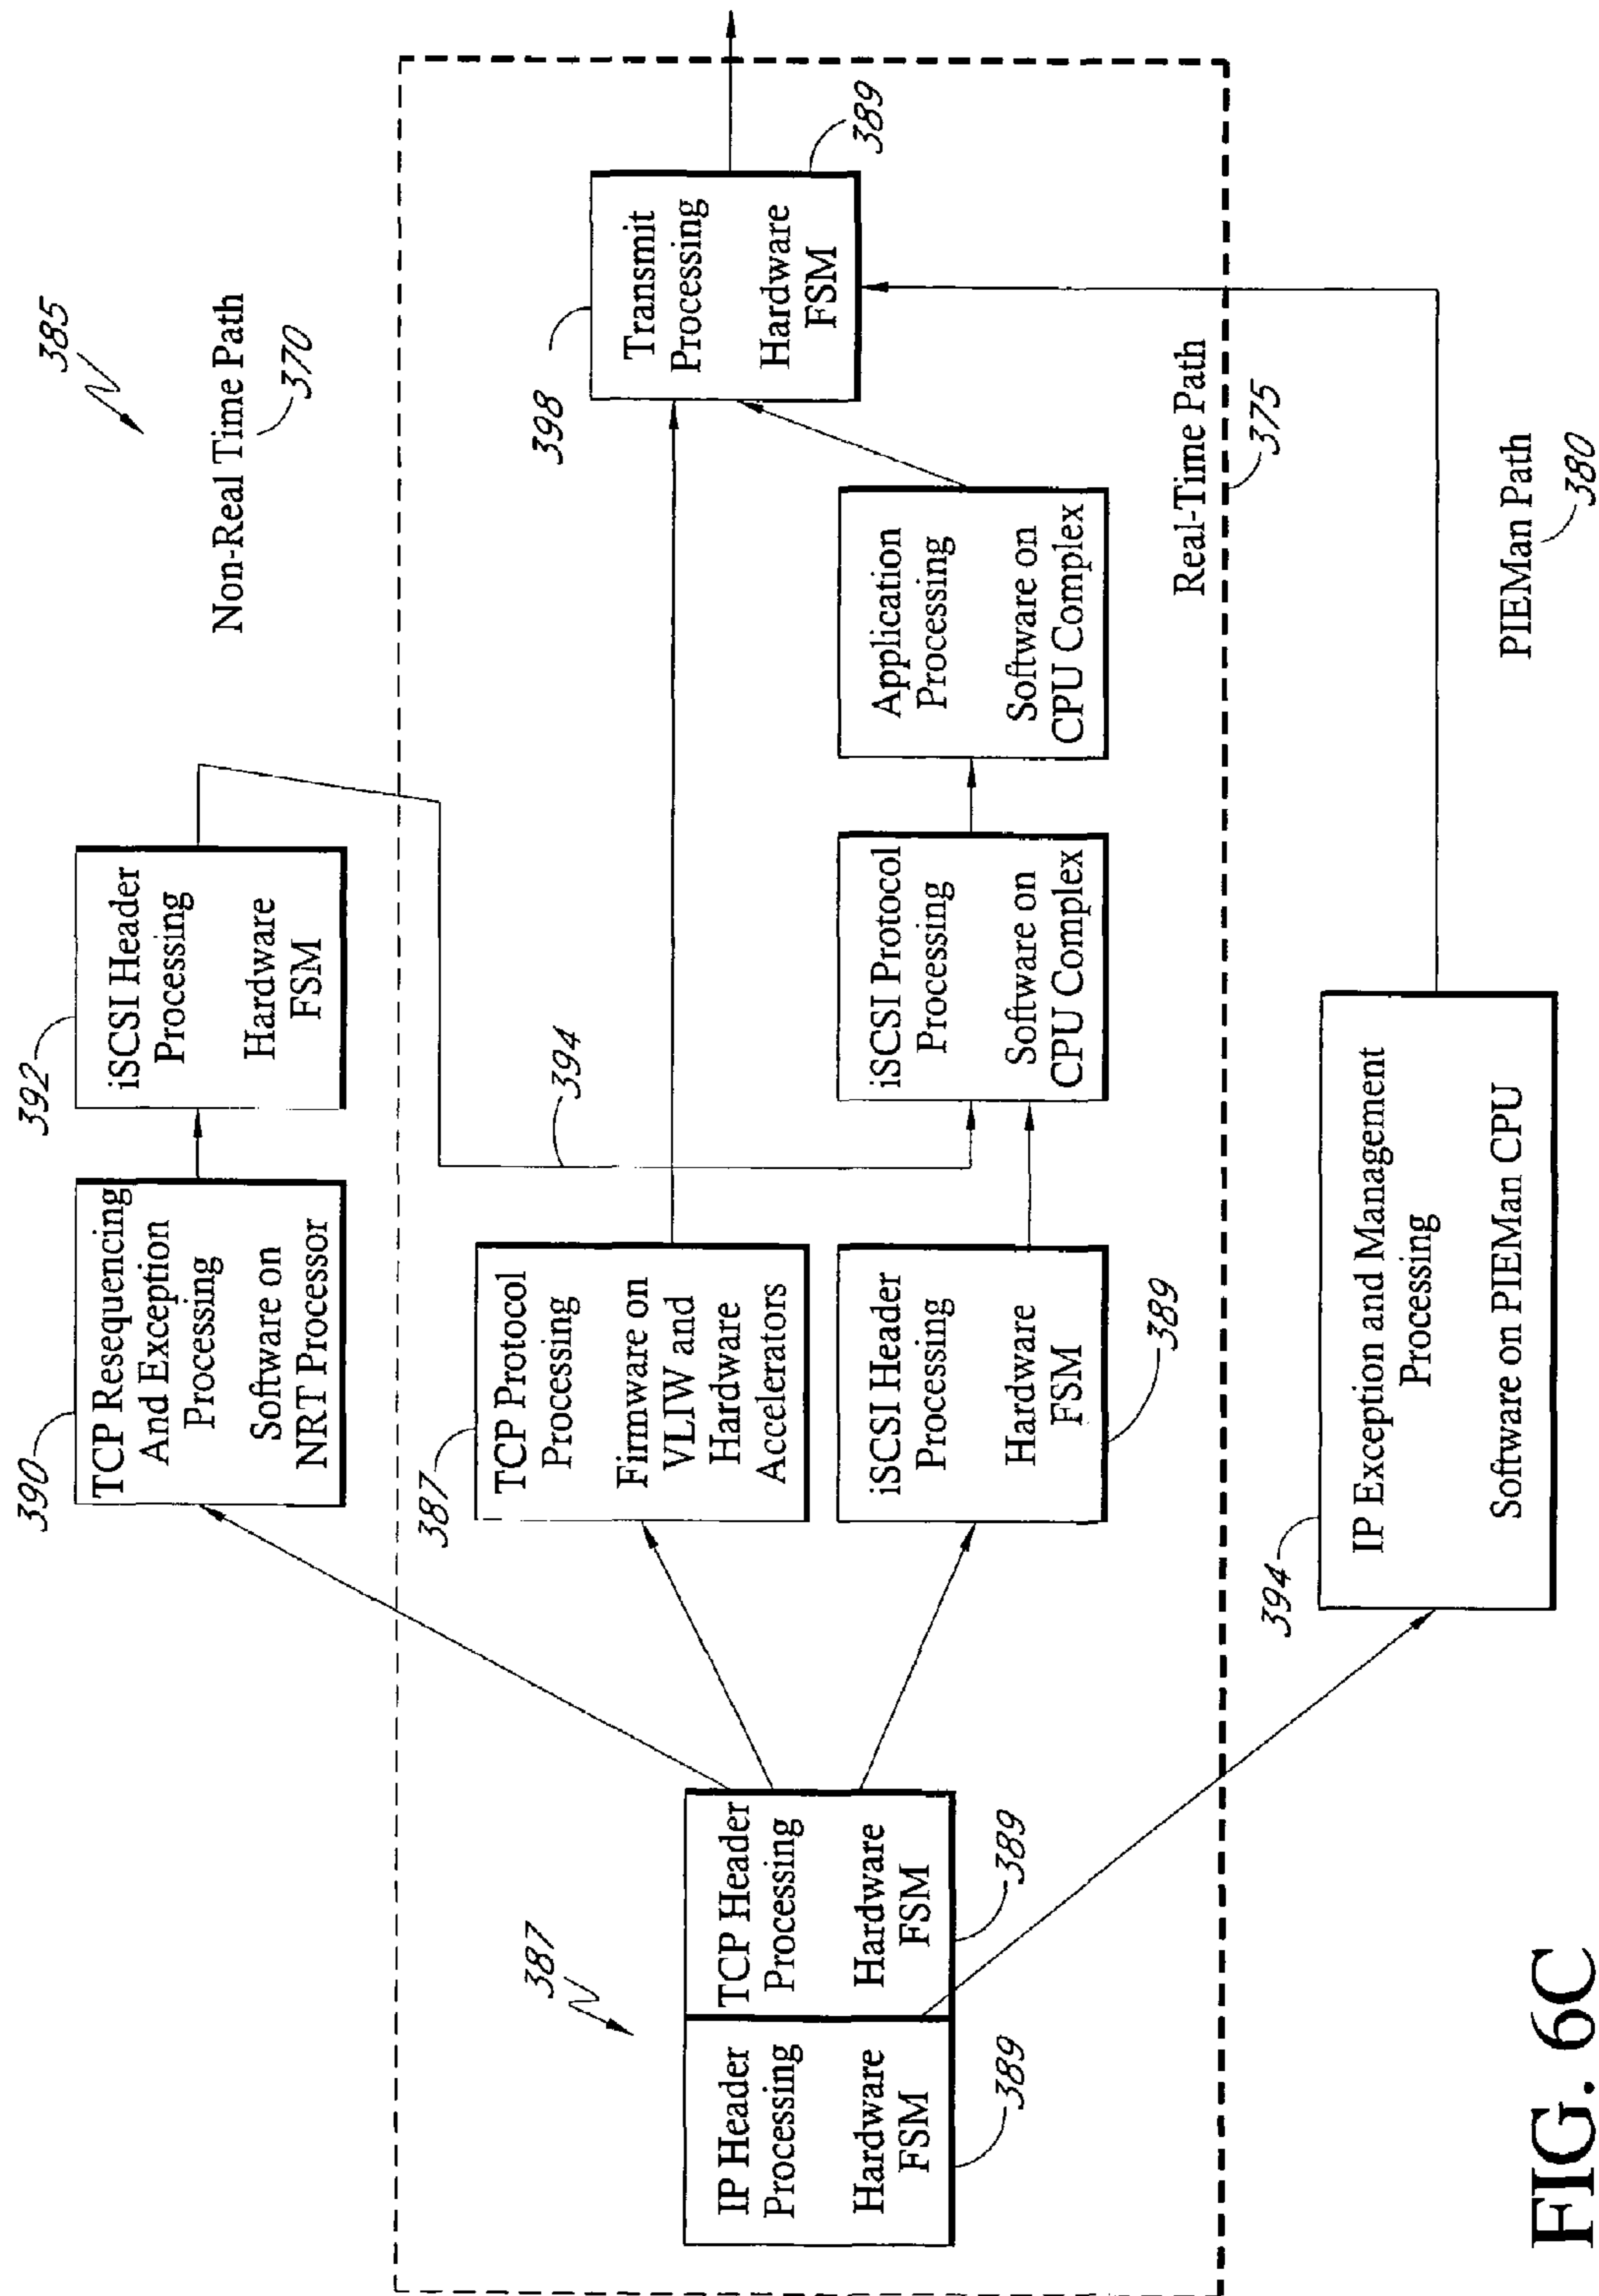 385
Non-Real Time Path
370
390
TCP Resequencing
And Exception
Processing
Software on
NRT Processor
392
iSCSI Header
Processing
Hardware
FSM
387
IP Header
Processing
Hardware
FSM
389
TCP Header
Processing
Hardware
FSM
389
387
TCP Protocol
Processing
Firmware on
VLIW and
Hardware
Accelerators
394
iSCSI Header
Processing
Hardware
FSM
389
iSCSI Protocol
Processing
Software on
CPU Complex
Application
Processing
Software on
CPU Complex
398
Transmit
Processing
Hardware
FSM
389
Real-Time Path
375
394
IP Exception and Management
Processing
Software on PIEMan CPU
PIEMan Path
380
FIG. 6C